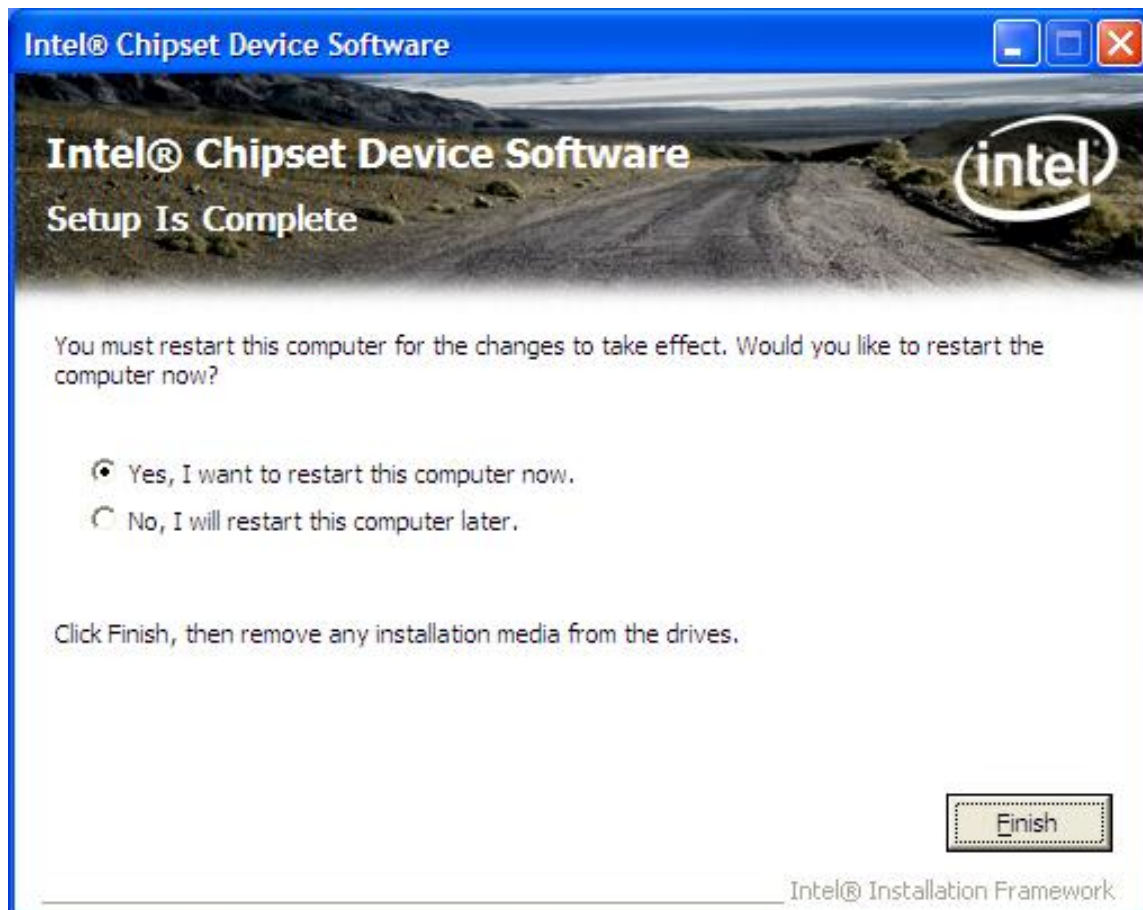 Intel® Chipset Device Software
Intel® Chipset Device Software
intel
Setup Is Complete
You must restart this computer for the changes to take effect. Would you like to restart the
computer now?
Yes, I want to restart this computer now.
No, I will restart this computer later.
Click Finish, then remove any installation media from the drives.
Finish
Intel® Installation Framework